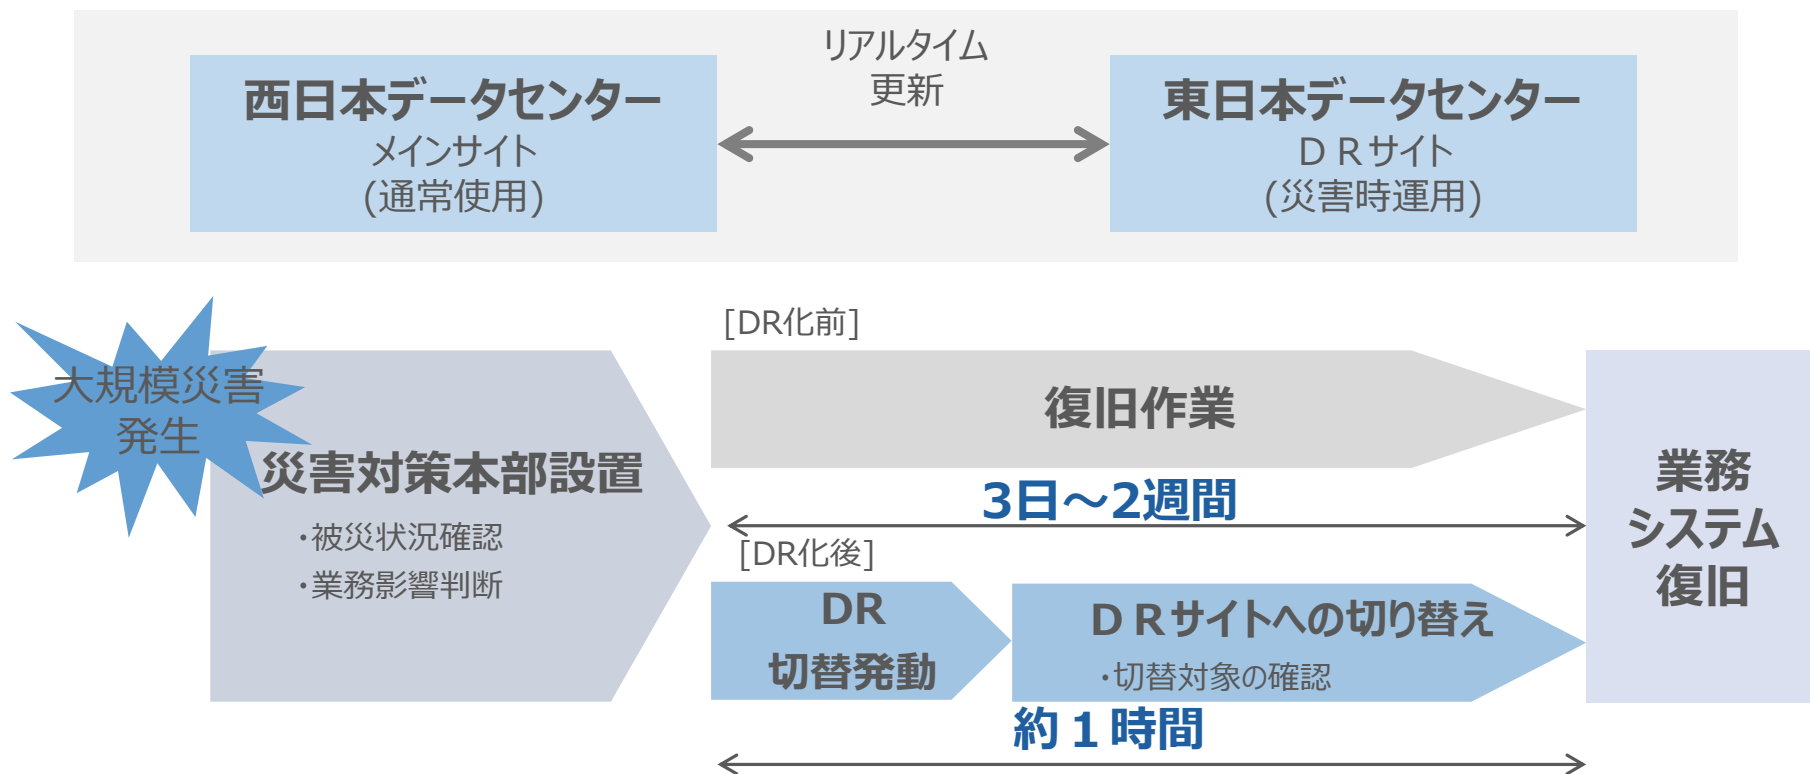 リアルタイム
更新
西日本データセンター
メインサイト
(通常使用)
東日本データセンター
ＤＲサイト
(災害時運用)
大規模災害
発生
災害対策本部設置
・被災状況確認
・業務影響判断
[DR化前]
復旧作業
3日～2週間
[DR化後]
DR
切替発動
ＤＲサイトへの切り替え
・切替対象の確認
約１時間
業務
システム
復旧